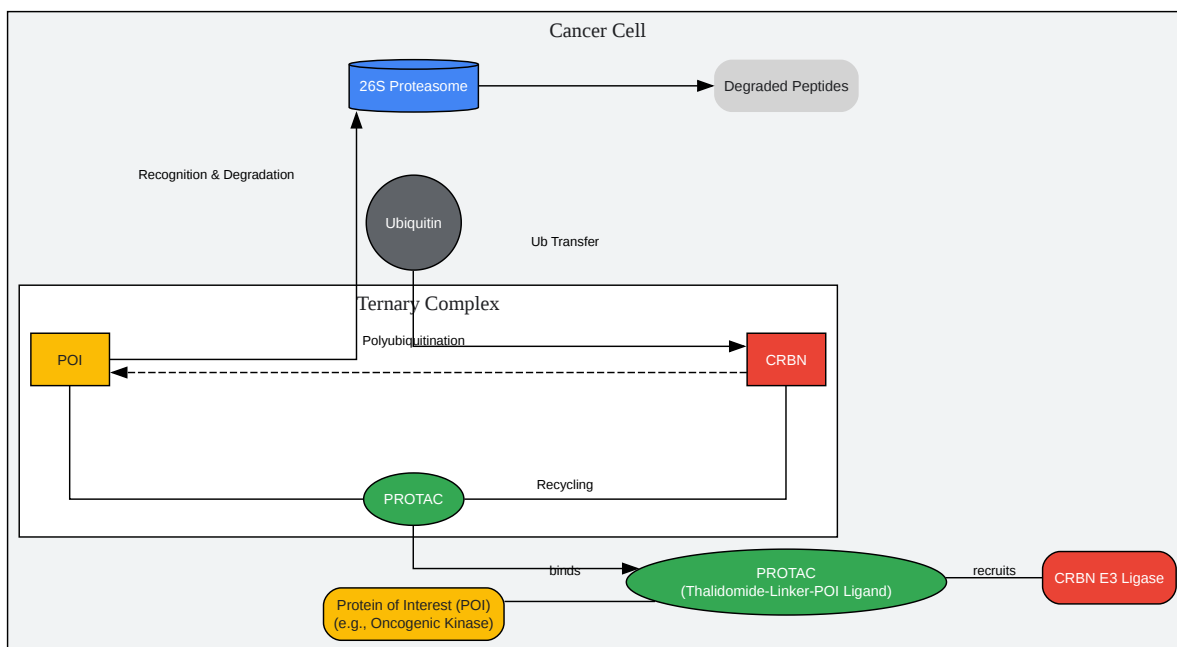 Cancer Cell
26S Proteasome
Degraded Peptides
Recognition & Degradation
Ubiquitin
Ub Transfer
Ternary Complex
Polyubiquitination
POI
CRBN
Recycling
PROTAC
binds
PROTAC
(Thalidomide-Linker-POI Ligand)
recruits
CRBN E3 Ligase
Protein of Interest (POI)
(e.g., Oncogenic Kinase)